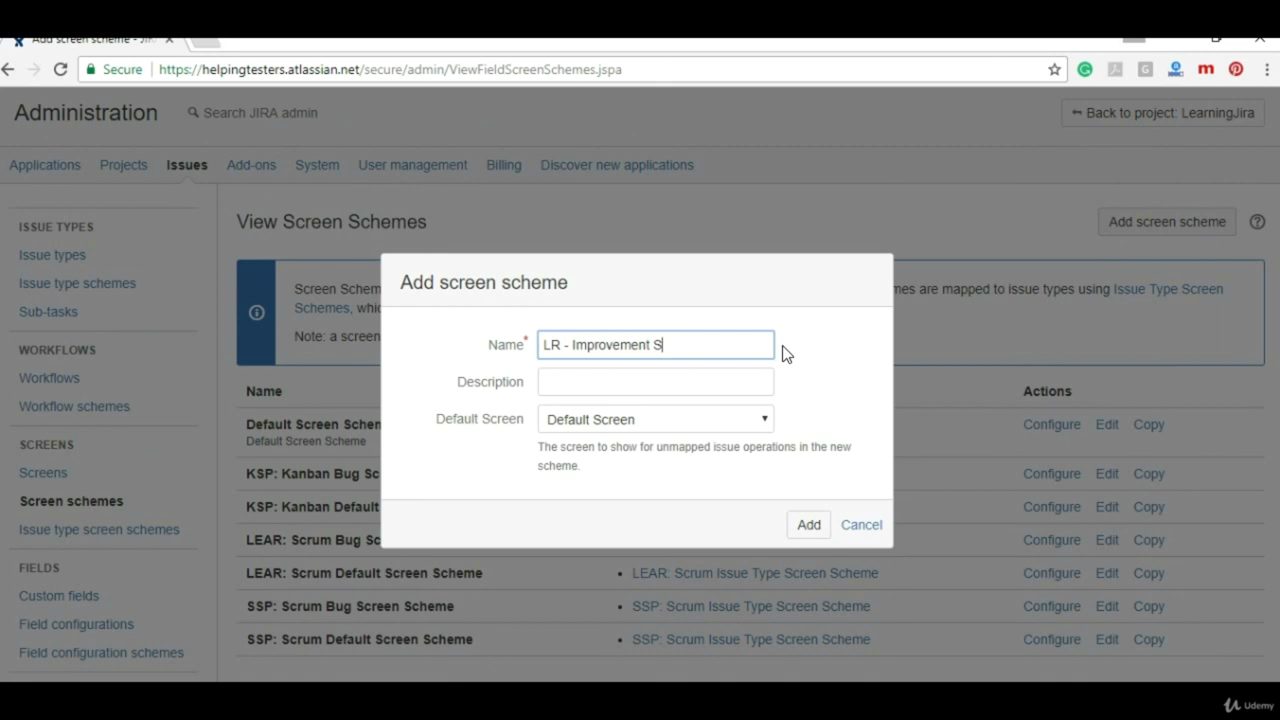 Add screen scheme - JIR
Secure
https://helpingtesters.atlassian.net/secure/admin/ViewFieldScreenSchemes.jspa
Administration
Search JIRA admin
Back to project: LearningJira
Applications
Projects
Issues
Add-ons
System
User management
Billing
Discover new applications
ISSUE TYPES
Issue types
Issue type schemes
Sub-tasks
WORKFLOWS
Workflows
Workflow schemes
SCREENS
Screens
Screen schemes
Issue type screen schemes
FIELDS
Custom fields
Field configurations
Field configuration schemes
View Screen Schemes
Add screen scheme
Screen Schem
mes are mapped to issue types using Issue Type Screen
Schemes, whic
Note: a screen
Name
Actions
Default Screen Schem
Default Screen Scheme
Configure Edit Copy
KSP: Kanban Bug Sc
Configure Edit Copy
KSP: Kanban Default
Configure Edit Copy
LEAR: Scrum Bug Sc
Configure Edit Copy
LEAR: Scrum Default Screen Scheme
• LEAR: Scrum Issue Type Screen Scheme
Configure Edit Copy
SSP: Scrum Bug Screen Scheme
• SSP: Scrum Issue Type Screen Scheme
Configure Edit Copy
SSP: Scrum Default Screen Scheme
• SSP: Scrum Issue Type Screen Scheme
Configure Edit Copy
Add screen scheme
Name*
LR - Improvement S
Description
Default Screen
Default Screen
The screen to show for unmapped issue operations in the new
scheme.
Add
Cancel
Udemy